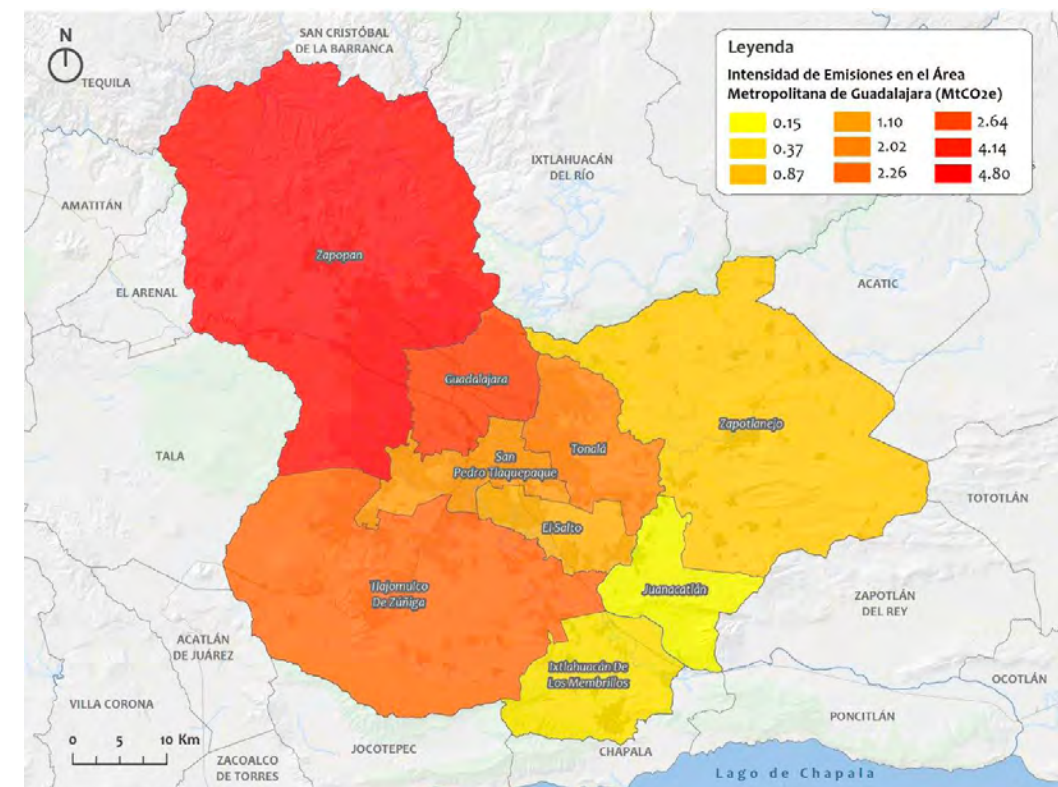 N
SAN CRISTÓBAL
DE LA BARRANCA
TEQUILA
Leyenda
Intensidad de Emisiones en el Área
Metropolitana de Guadalajara (MtCO2e)
0.15
1.10
2.64
0.37
2.02
4.14
0.87
2.26
4.80
IXTLAHUACÁN
DEL RÍO
AMATITÁN
Zapopan
EL ARENAL
ACATIC
Guadalajara
Zapotlanejo
Tonalá
San
Pedro Tlaquepaque
TALA
TOTOTLÁN
El Salto
Tlajomulco
De Zúñiga
Juanacatlán
ZAPOTLÁN
DEL REY
ACATLÁN
DE JUÁREZ
Ixtlahuacán De
Los Membrillos
OCOTLÁN
VILLA CORONA
PONCITLÁN
0 5 10 Km
JOCOTEPEC
CHAPALA
ZACOALCO
DE TORRES
Lago de Chapala